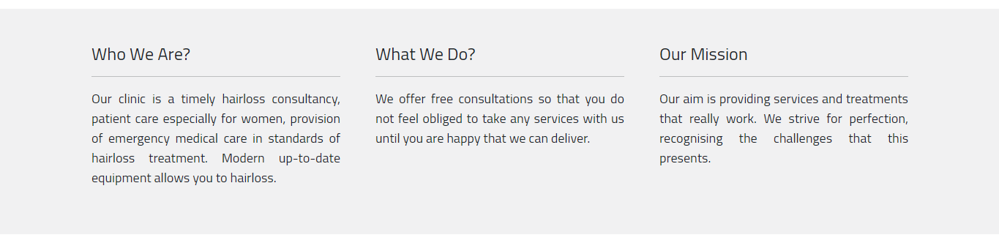 Who We Are?
Our clinic is a timely hairloss consultancy,
patient care especially for women, provision
of emergency medical care in standards of
hairloss treatment. Modern up-to-date
equipment allows you to hairloss.
What We Do?
We offer free consultations so that you do
not feel obliged to take any services with us
until you are happy that we can deliver.
Our Mission
Our aim is providing services and treatments
that really work. We strive for perfection,
recognising the challenges that this
presents.